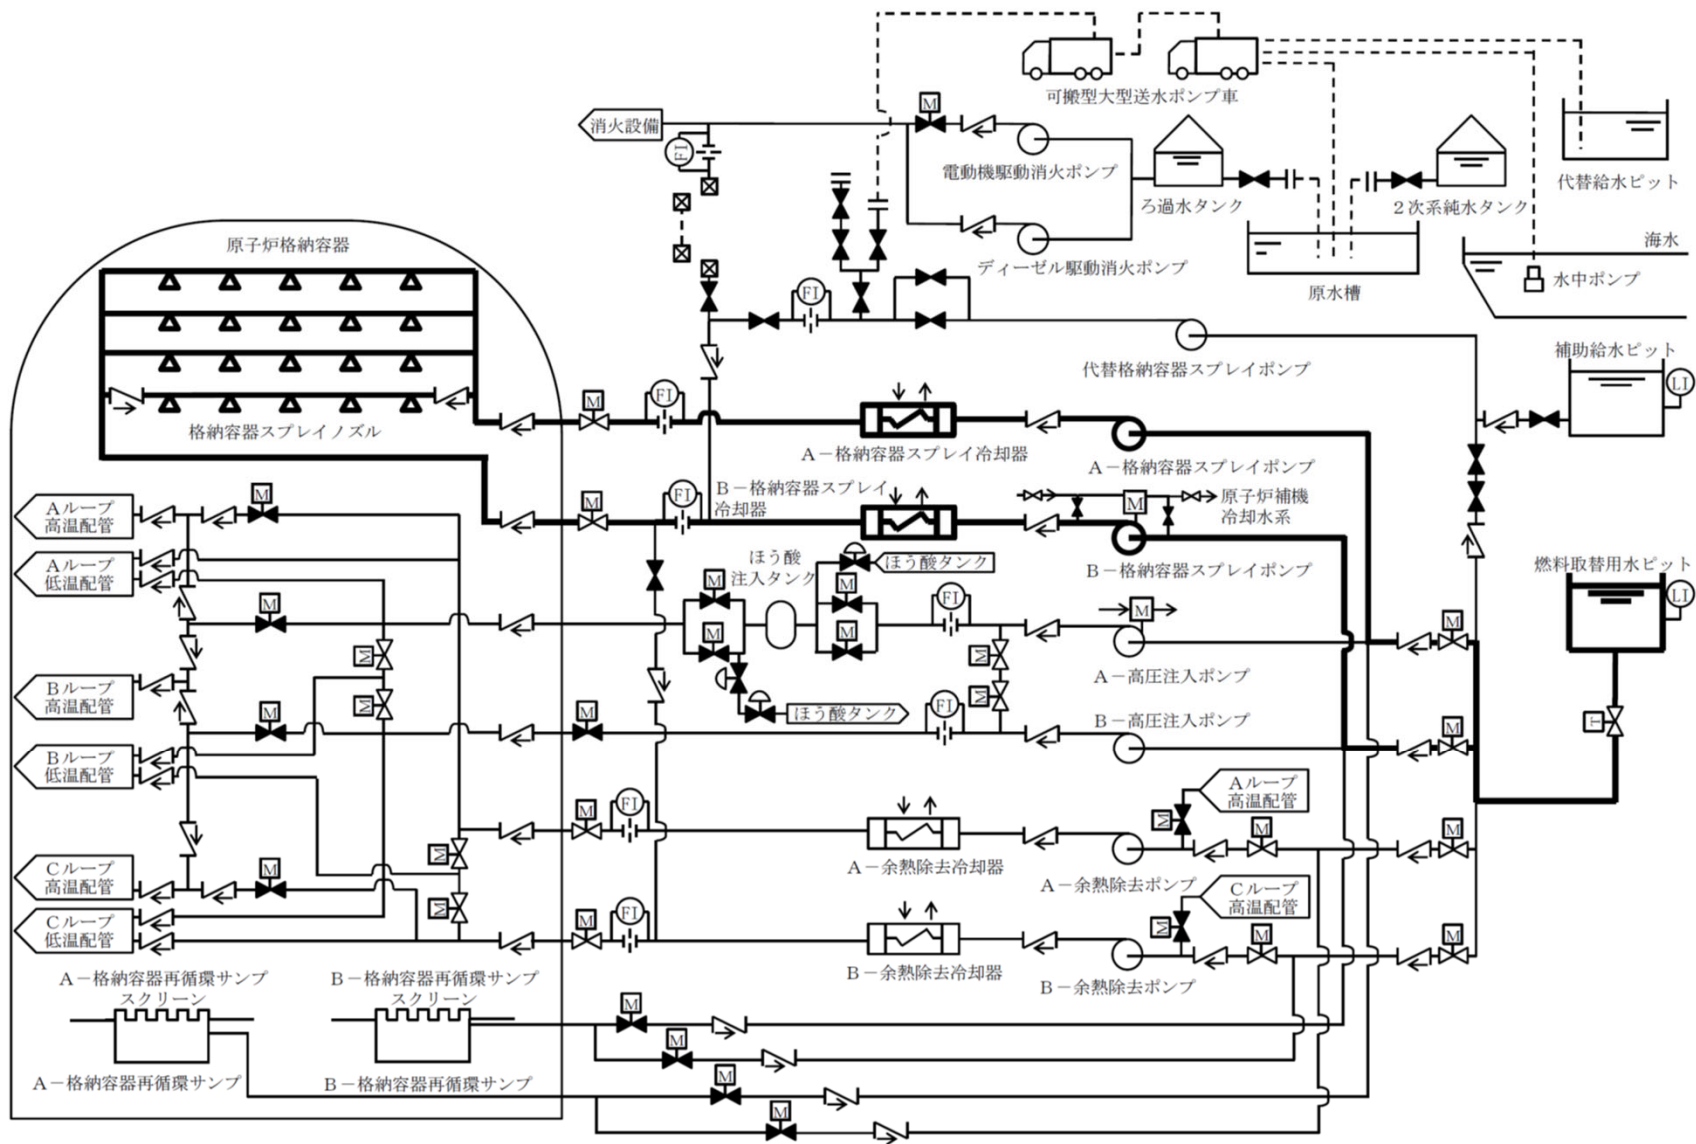 可搬型大型送水ポンプ車
消火設備
M
FI
電動機駆動消火ポンプ
ろ過水タンク
2次系純水タンク
代替給水ピット
ディーゼル駆動消火ポンプ
原水槽
海水
水中ポンプ
原子炉格納容器
FI
代替格納容器スプレイポンプ
補助給水ピット
LI
格納容器スプレイノズル
M
FI
A-格納容器スプレイ冷却器
A-格納容器スプレイポンプ
M
FI
B-格納容器スプレイ
冷却器
M
原子炉補機
冷却水系
B-格納容器スプレイポンプ
Aループ
高温配管
M
Aループ
低温配管
ほう酸
注入タンク
ほう酸タンク
燃料取替用水ピット
LI
M
M
M
M
M
FI
M
M
A-高圧注入ポンプ
M
M
M
M
Bループ
高温配管
M
M
ほう酸タンク
FI
B-高圧注入ポンプ
M
T
Bループ
低温配管
Aループ
高温配管
M
FI
M
M
M
A-余熱除去冷却器
A-余熱除去ポンプ
M
Cループ
高温配管
M
Cループ
高温配管
M
Cループ
低温配管
M
FI
M
M
M
B-余熱除去冷却器
B-余熱除去ポンプ
A-格納容器再循環サンプ
スクリーン
B-格納容器再循環サンプ
スクリーン
M
M
A-格納容器再循環サンプ
B-格納容器再循環サンプ
M
M